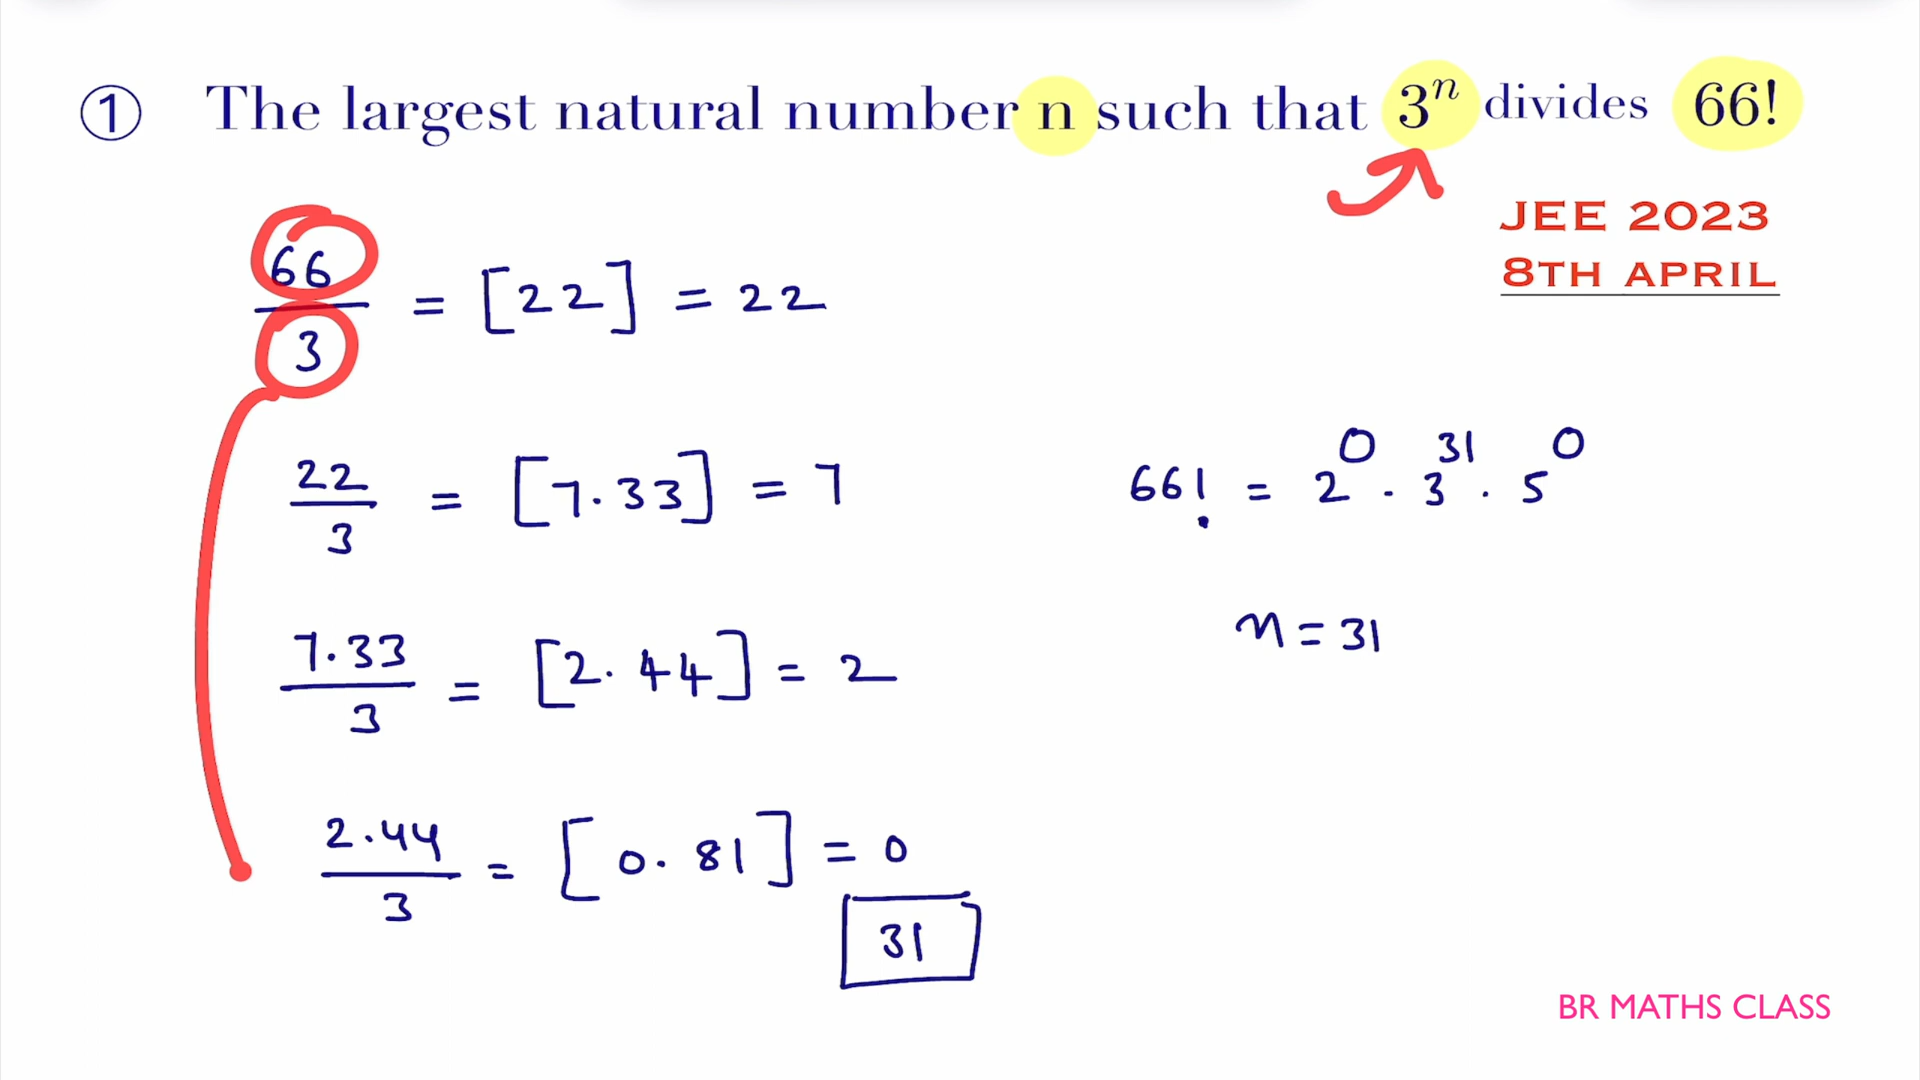 ① The largest natural number n such that 3ⁿ divides 66!
JEE 2023
8TH APRIL
66/3 = [22] = 22
22/3 = [7.33] = 7
66! = 2⁰ . 3³¹ . 5⁰
7.33/3 = [2.44] = 2
n = 31
2.44/3 = [0.81] = 0
31
BR MATHS CLASS